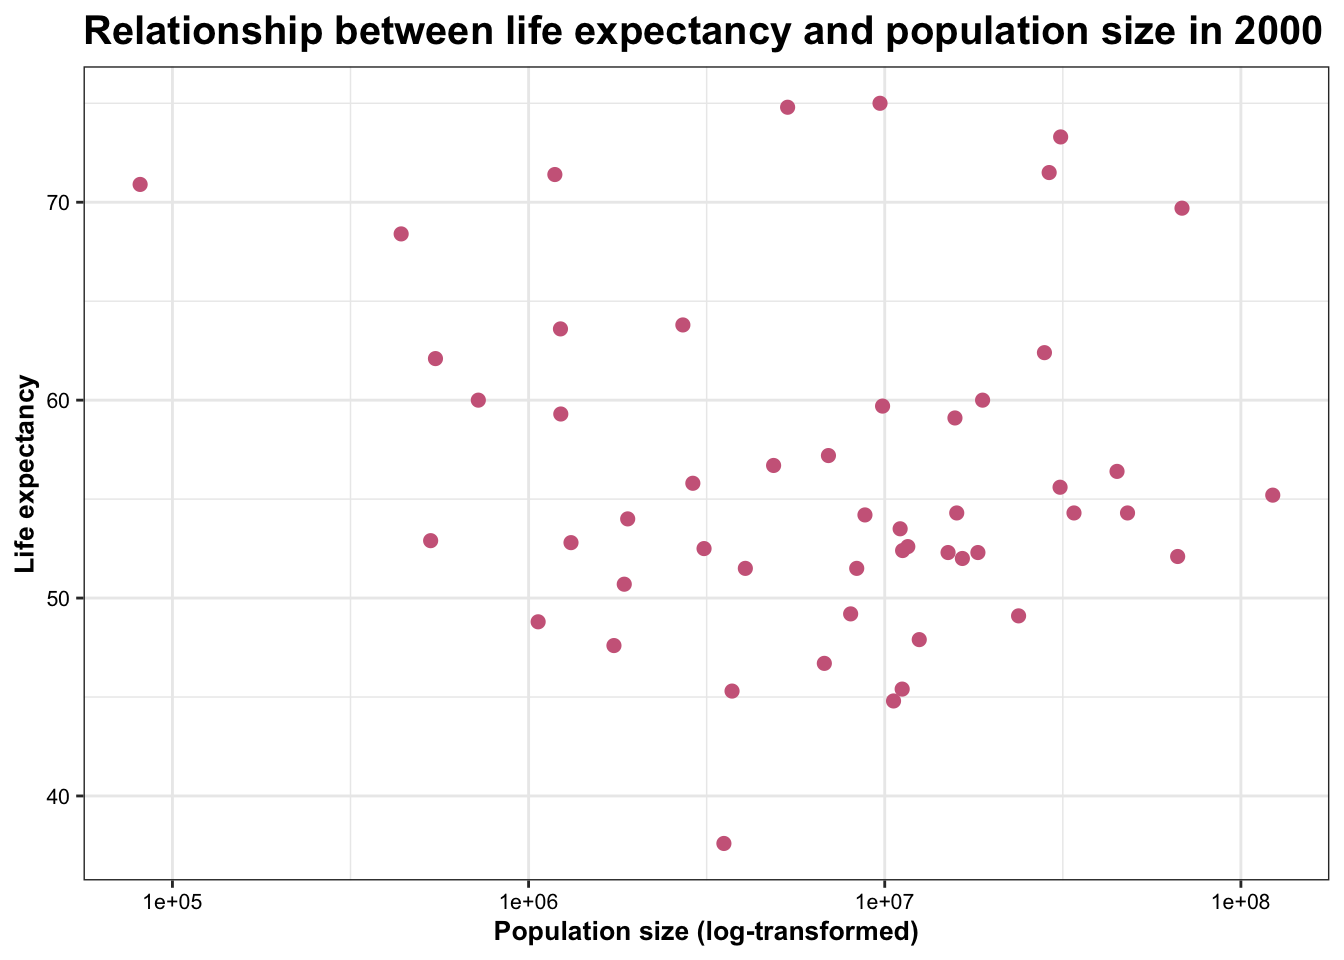 Relationship between life expectancy and population size in 2000
Life expectancy
70
60
50
40
1e+05 1e+06 1e+07 1e+08
Population size (log-transformed)